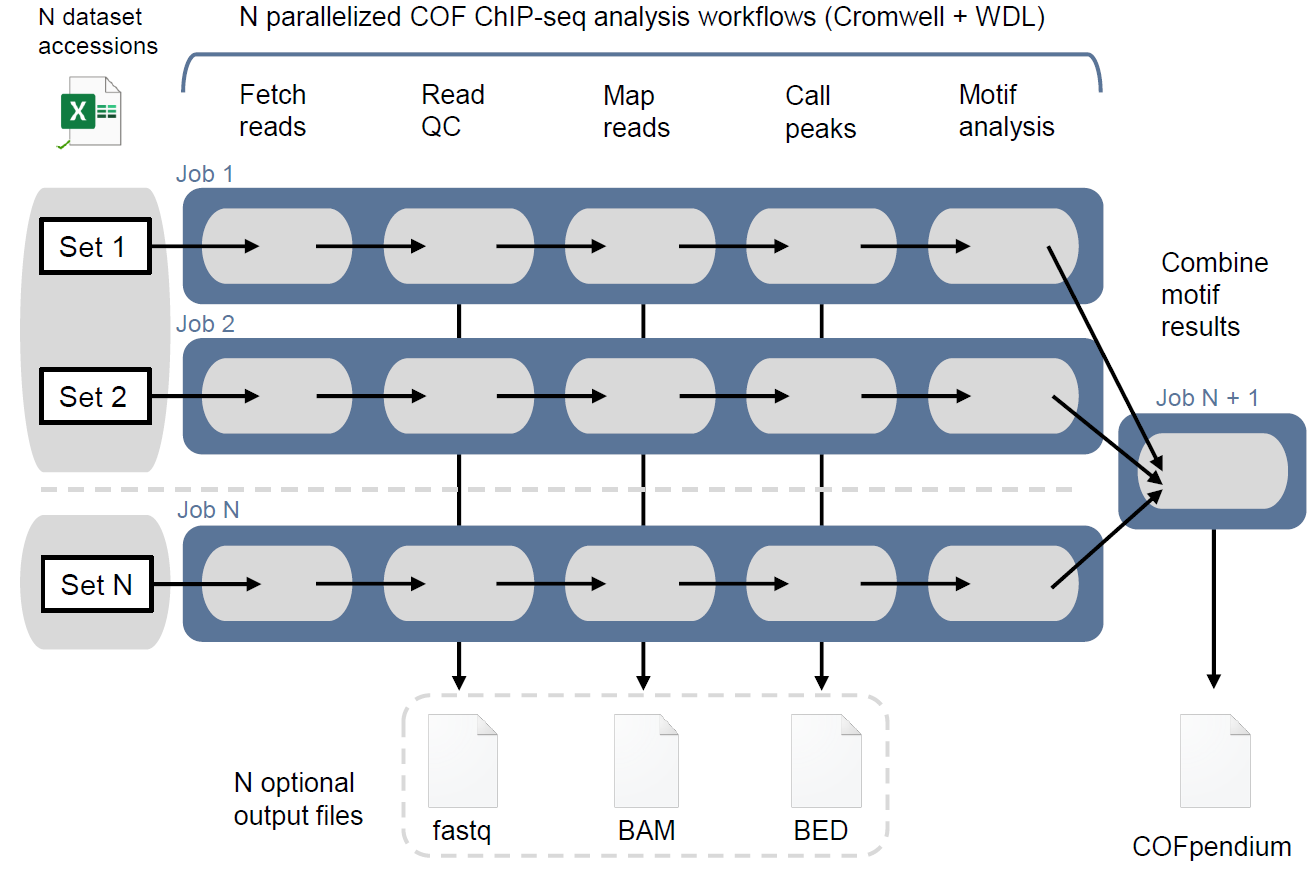 N dataset
accessions
N parallelized COF ChIP-seq analysis workflows (Cromwell + WDL)
X
Fetch
reads
Read
QC
Map
reads
Call
peaks
Motif
analysis
Job 1
Set 1
Job 2
Set 2
Combine
motif
results
Job N + 1
Job N
Set N
N optional
output files
fastq
BAM
BED
COFpendium